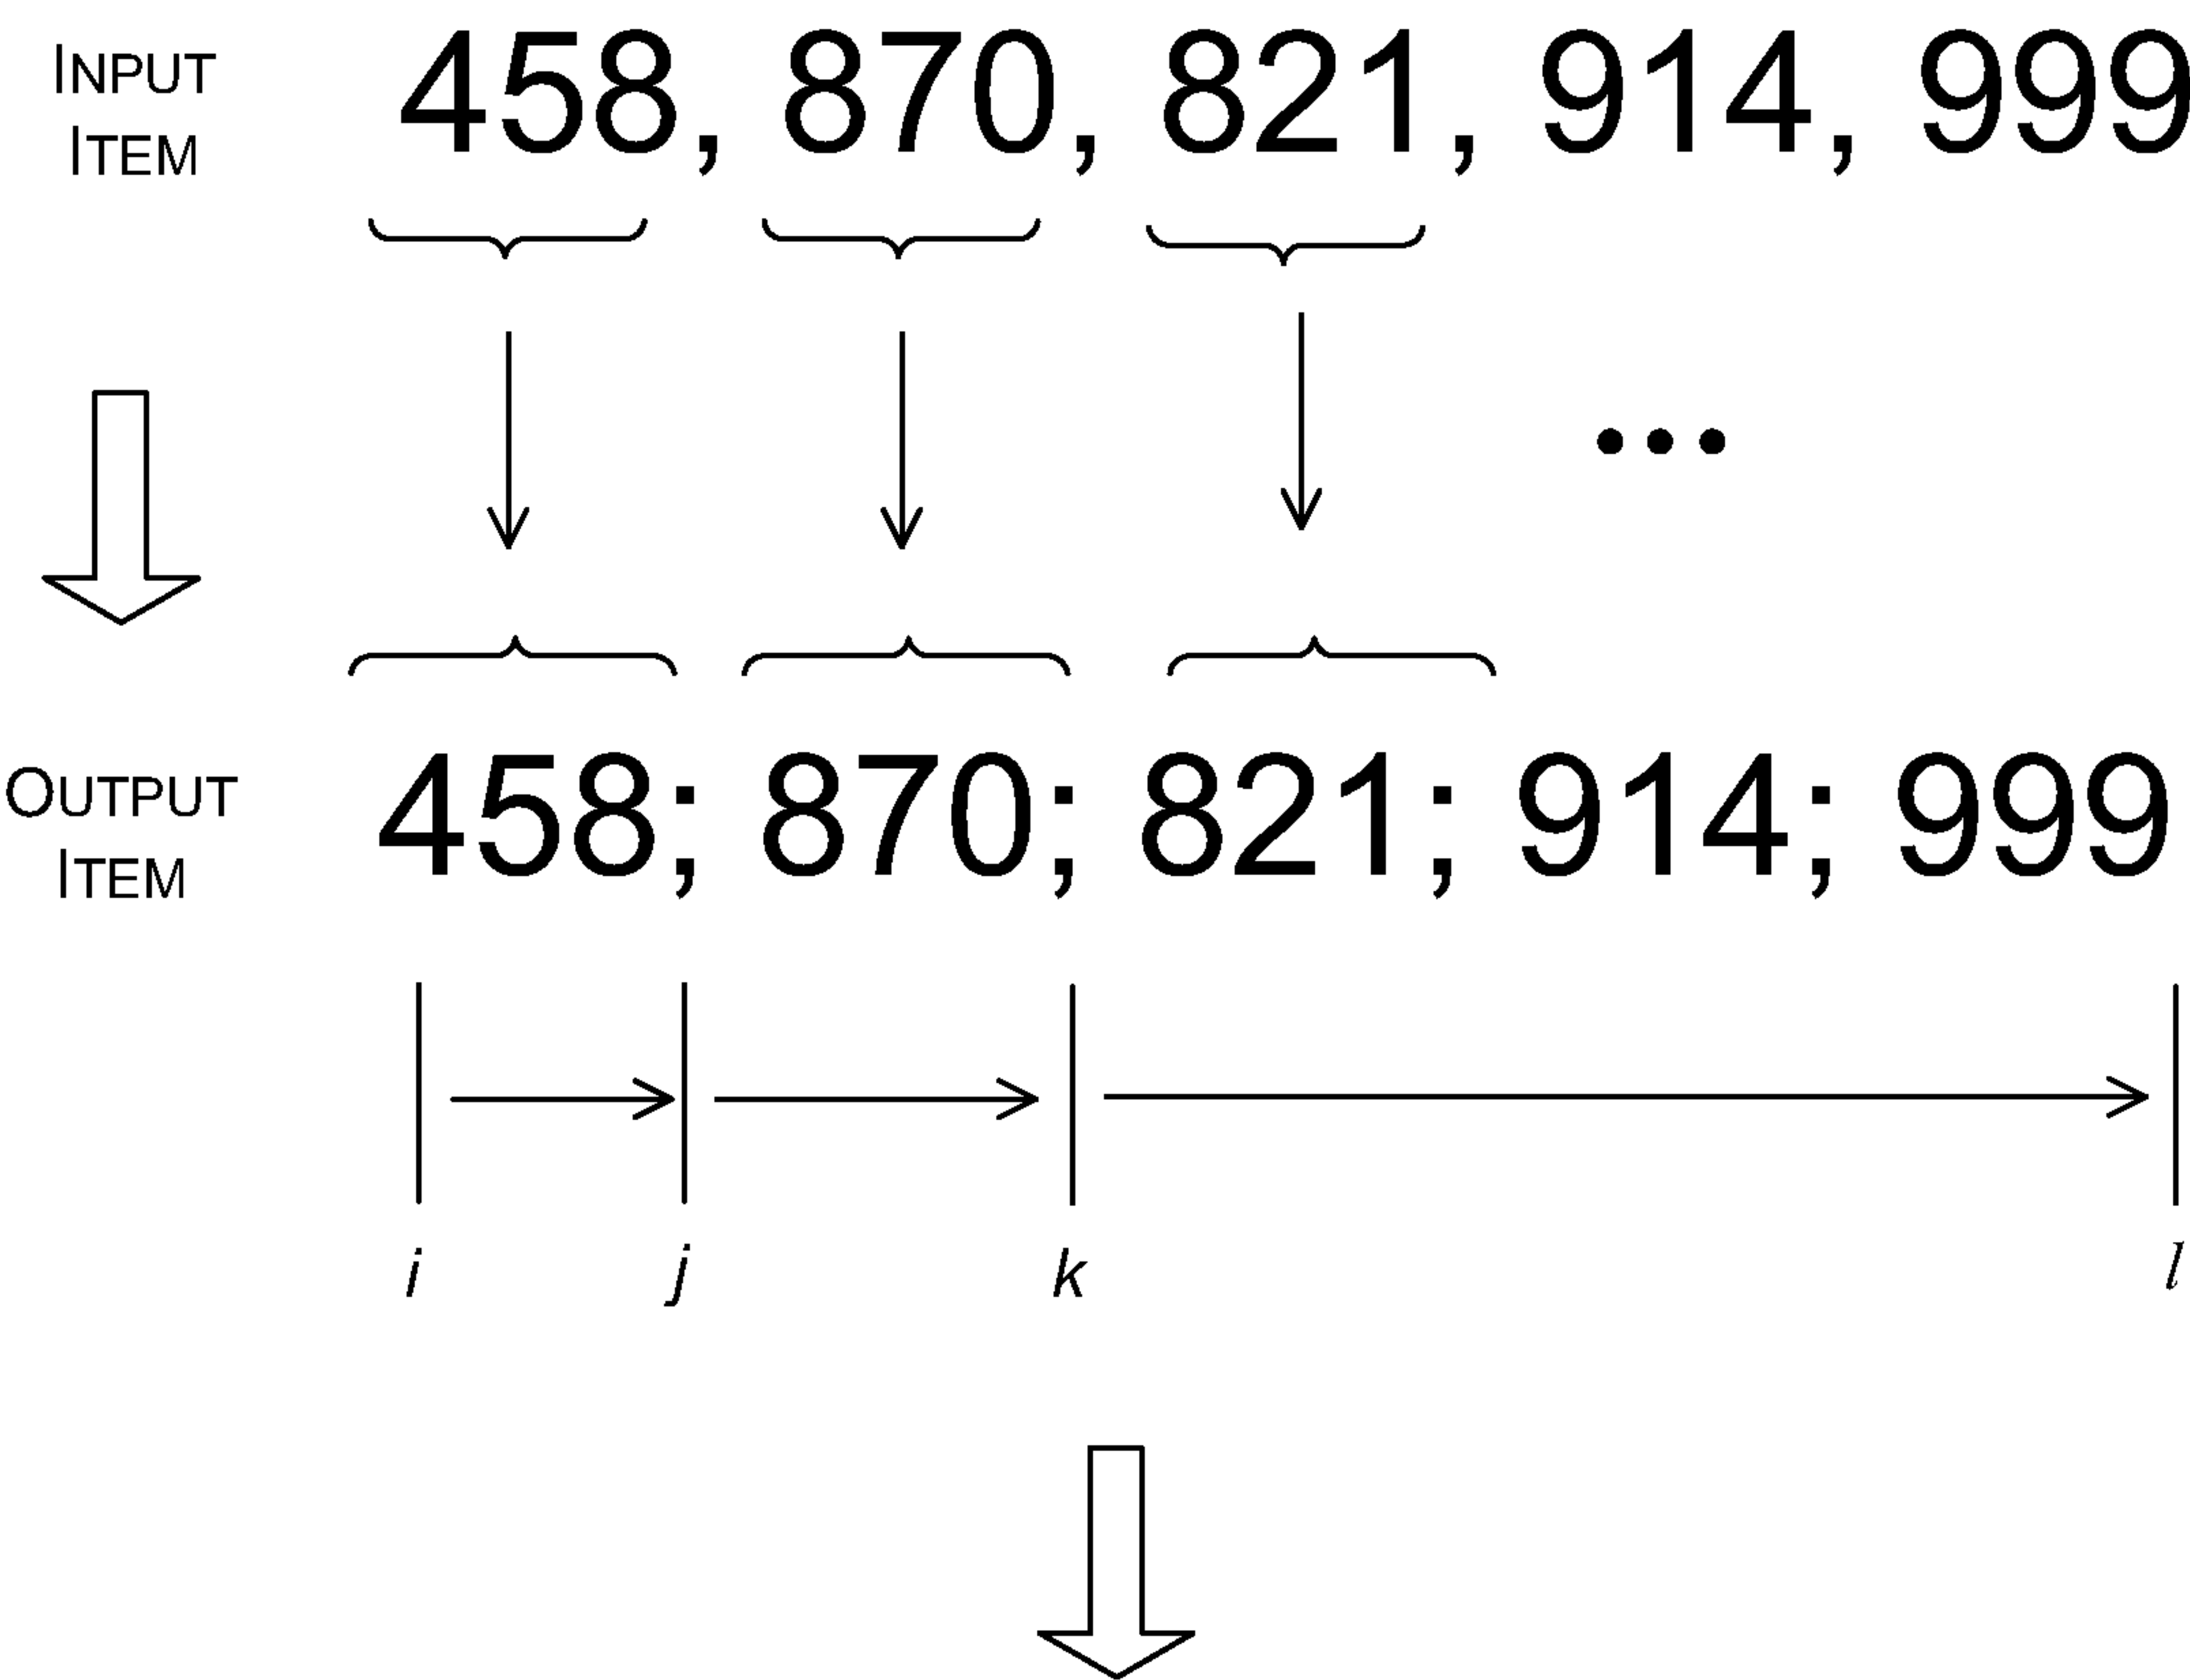 INPUT
ITEM
458, 870, 821, 914, 999
...
OUTPUT
ITEM
458; 870; 821; 914; 999
i j k l